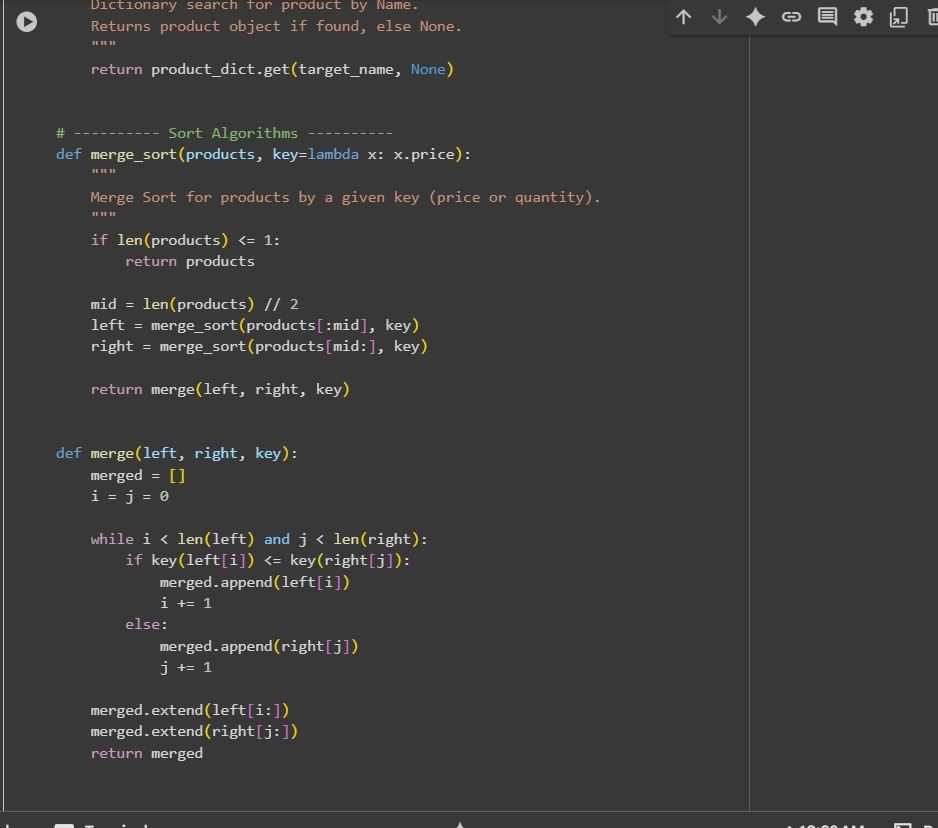 Dictionary search for product by Name.
Returns product object if found, else None.
"""
return product_dict.get(target_name, None)
# ---------- Sort Algorithms ----------
def merge_sort(products, key=lambda x: x.price):
"""
Merge Sort for products by a given key (price or quantity).
"""
if len(products) <= 1:
return products
mid = len(products) // 2
left = merge_sort(products[:mid], key)
right = merge_sort(products[mid:], key)
return merge(left, right, key)
def merge(left, right, key):
merged = []
i = j = 0
while i < len(left) and j < len(right):
if key(left[i]) <= key(right[j]):
merged.append(left[i])
i += 1
else:
merged.append(right[j])
j += 1
merged.extend(left[i:])
merged.extend(right[j:])
return merged